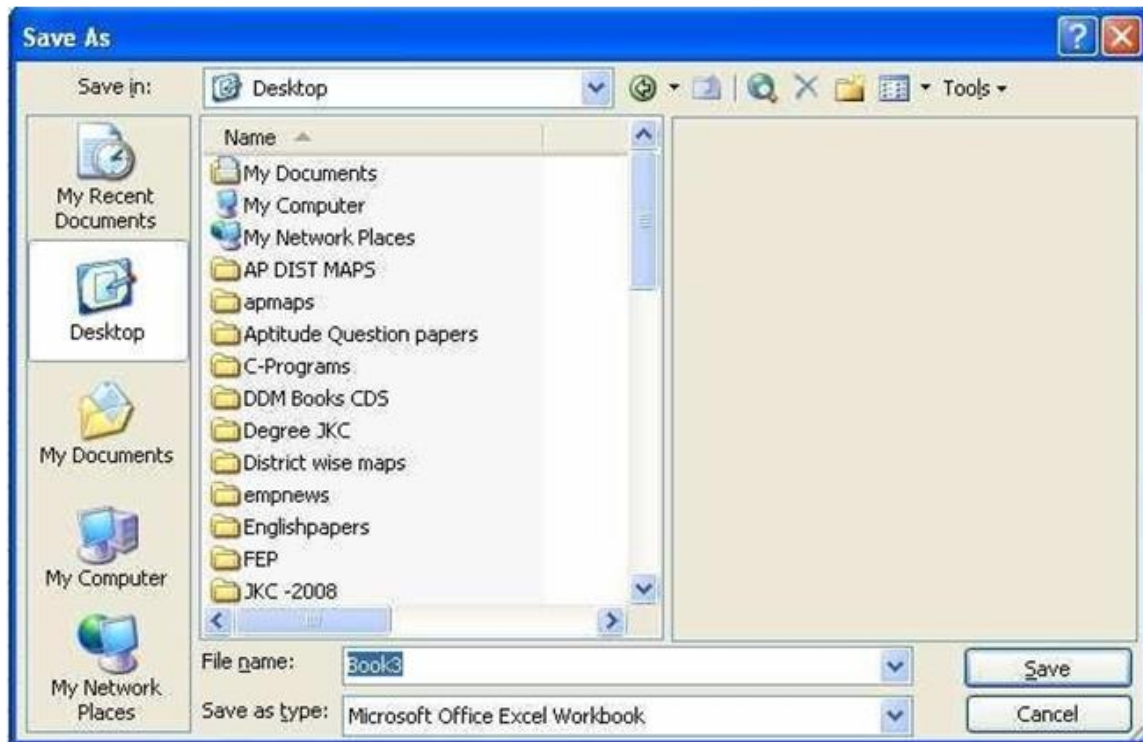 Save As
Save in:
Desktop
Tools
My Recent
Documents
Desktop
My Documents
My Computer
My Network
Places
Name
My Documents
My Computer
My Network Places
AP DIST MAPS
apmaps
Aptitude Question papers
C-Programs
DDM Books CDS
Degree JKC
District wise maps
empnews
Englishpapers
FEP
JKC -2008
File name:
Book3
Save
Save as type:
Microsoft Office Excel Workbook
Cancel